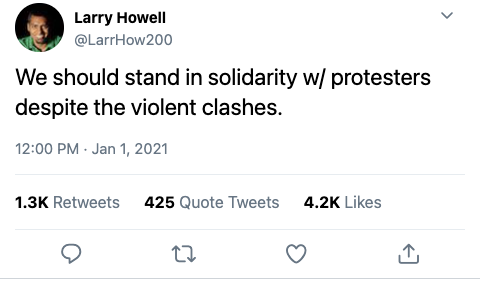 Larry Howell
@LarrHow200
We should stand in solidarity w/ protesters
despite the violent clashes.
12:00 PM · Jan 1, 2021
1.3K Retweets 425 Quote Tweets 4.2K Likes